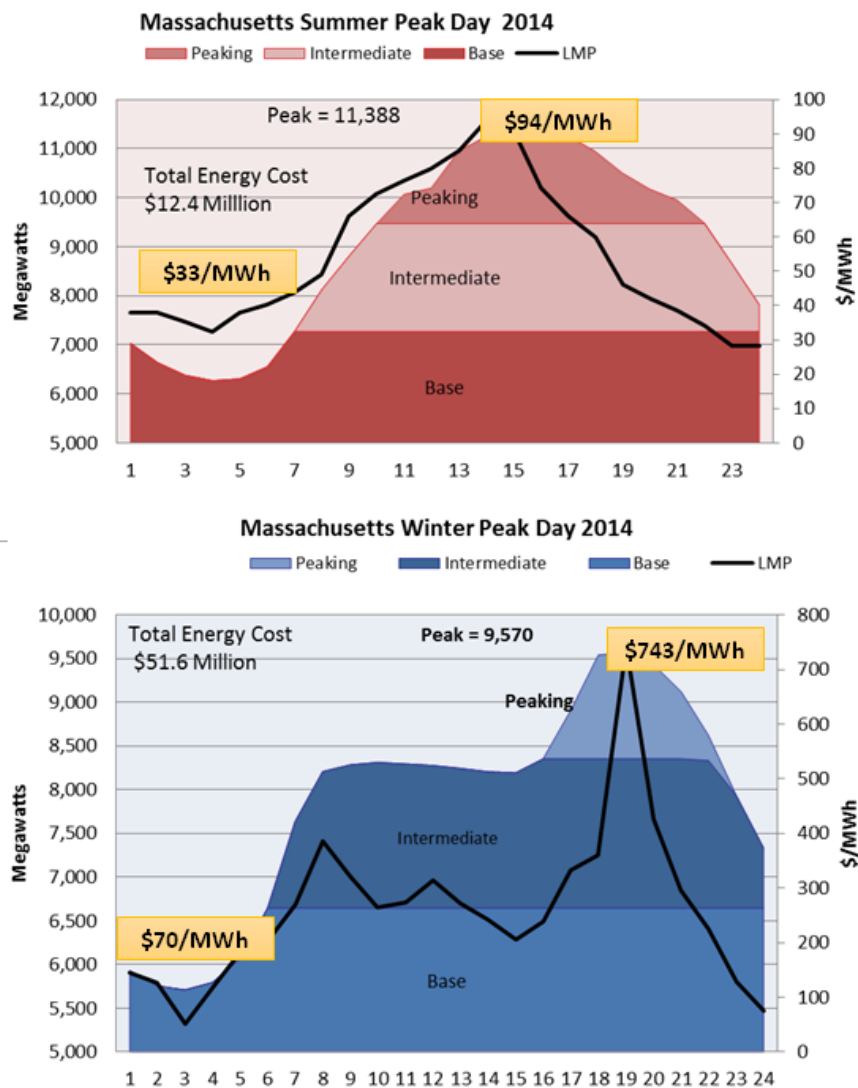 Massachusetts Summer Peak Day 2014
Peaking Intermediate Base LMP
12,000
11,000
10,000
9,000
8,000
7,000
6,000
5,000
Megawatts
Peak = 11,388
$94/MWh
Total Energy Cost
$12.4 Milllion
$33/MWh
Peaking
Intermediate
Base
100
90
80
70
60
50
40
30
20
10
0
$/MWh
1 3 5 7 9 11 13 15 17 19 21 23
Massachusetts Winter Peak Day 2014
Peaking Intermediate Base LMP
10,000
9,500
9,000
8,500
8,000
7,500
7,000
6,500
6,000
5,500
5,000
Megawatts
Total Energy Cost
$51.6 Million
Peak = 9,570
$743/MWh
Peaking
Intermediate
$70/MWh
Base
800
700
600
500
400
300
200
100
0
$/MWh
1 2 3 4 5 6 7 8 9 10 11 12 13 14 15 16 17 18 19 20 21 22 23 24